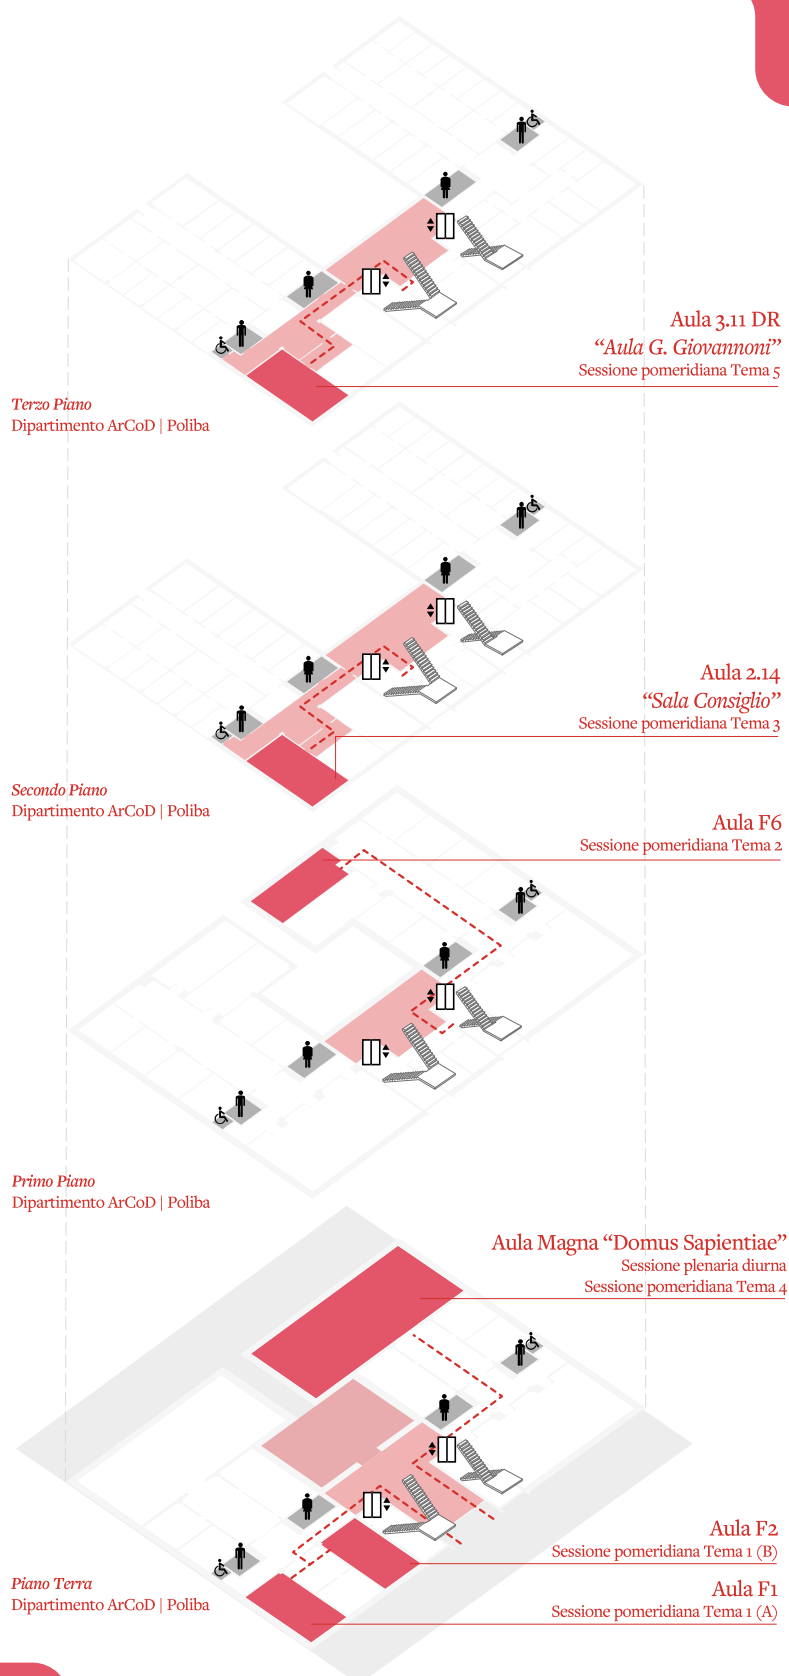 Aula 3.11 DR
“Aula G. Giovannoni”
Sessione pomeridiana Tema 5
Terzo Piano
Dipartimento ArCoD | Poliba
Aula 2.14
“Sala Consiglio”
Sessione pomeridiana Tema 3
Secondo Piano
Dipartimento ArCoD | Poliba
Aula F6
Sessione pomeridiana Tema 2
Primo Piano
Dipartimento ArCoD | Poliba
Aula Magna “Domus Sapientiae”
Sessione plenaria diurna
Sessione pomeridiana Tema 4
Aula F2
Sessione pomeridiana Tema 1 (B)
Piano Terra
Dipartimento ArCoD | Poliba
Aula F1
Sessione pomeridiana Tema 1 (A)